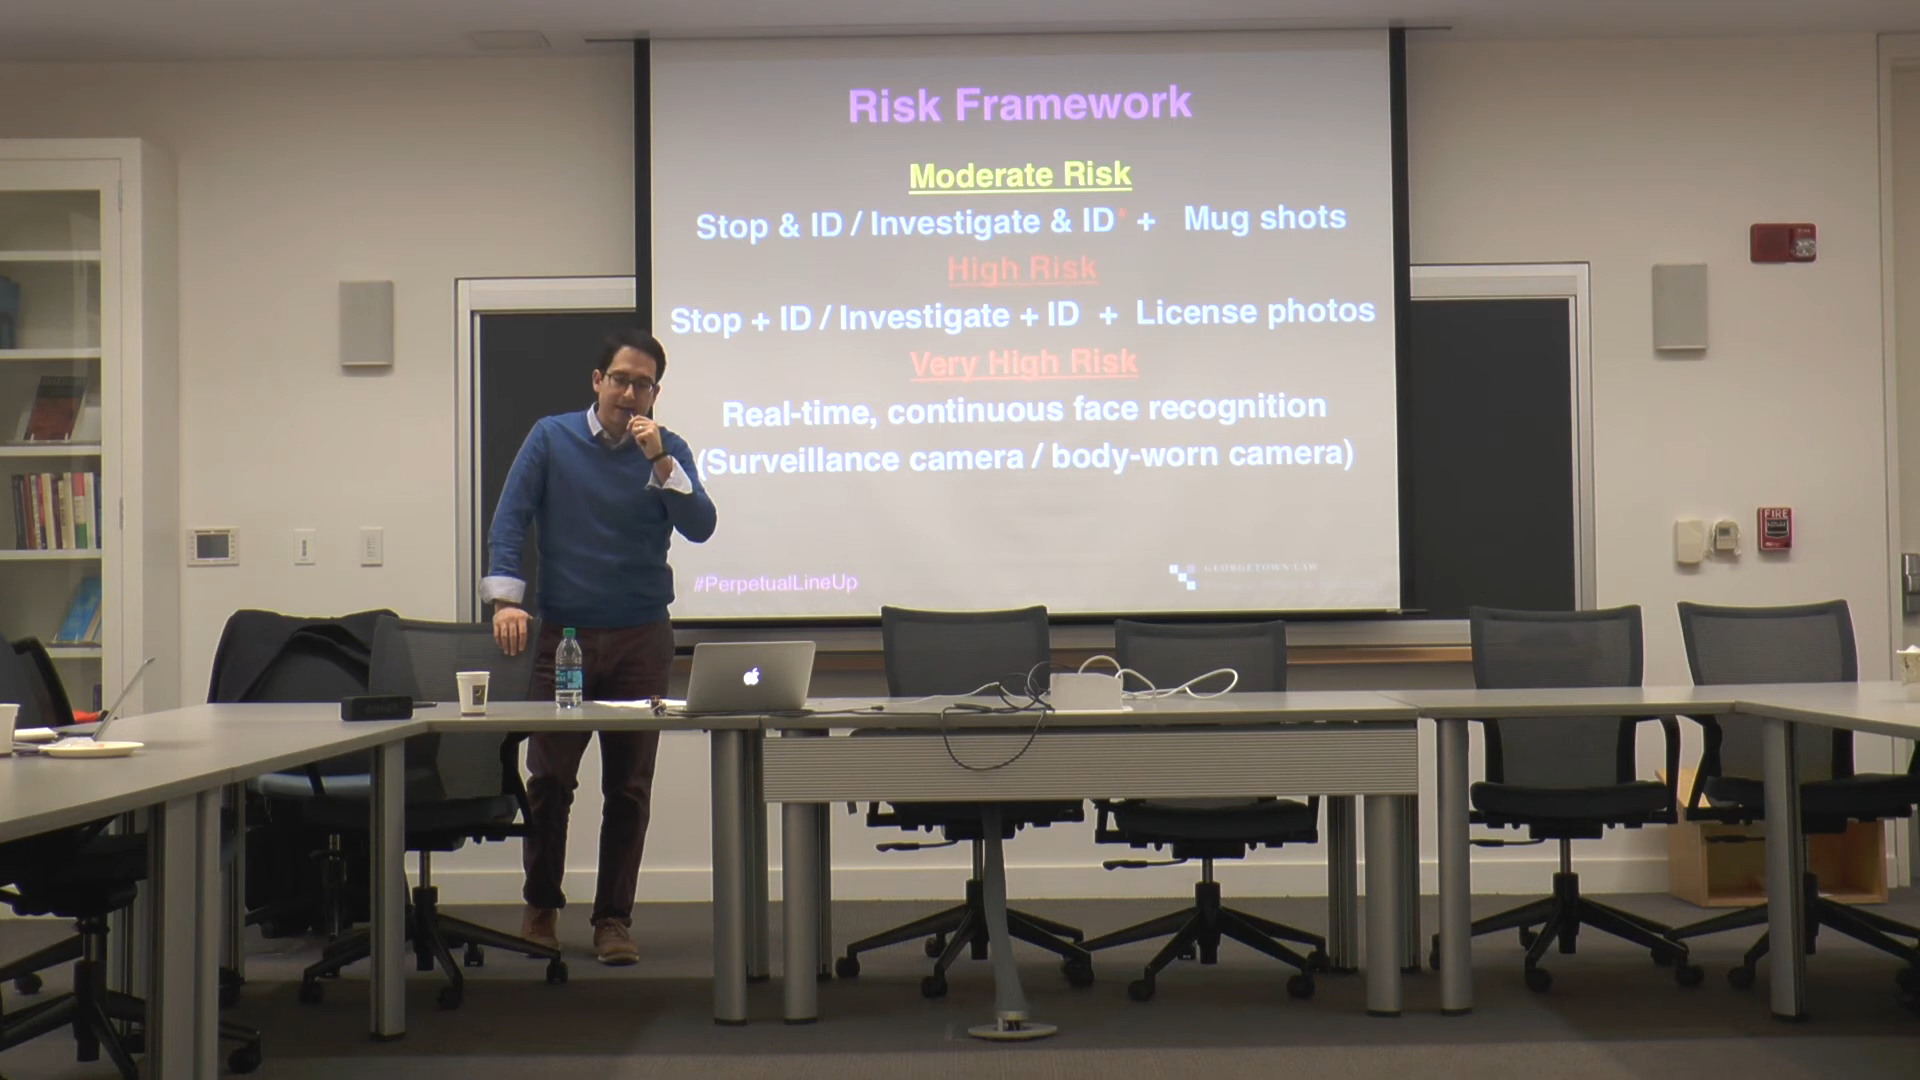 Risk Framework
Moderate Risk
Stop & ID / Investigate & ID* + Mug shots
High Risk
Stop + ID / Investigate + ID + License photos
Very High Risk
Real-time, continuous face recognition
(Surveillance camera / body-worn camera)
#PerpetualLineUp
GEORGETOWN LAW
FIRE